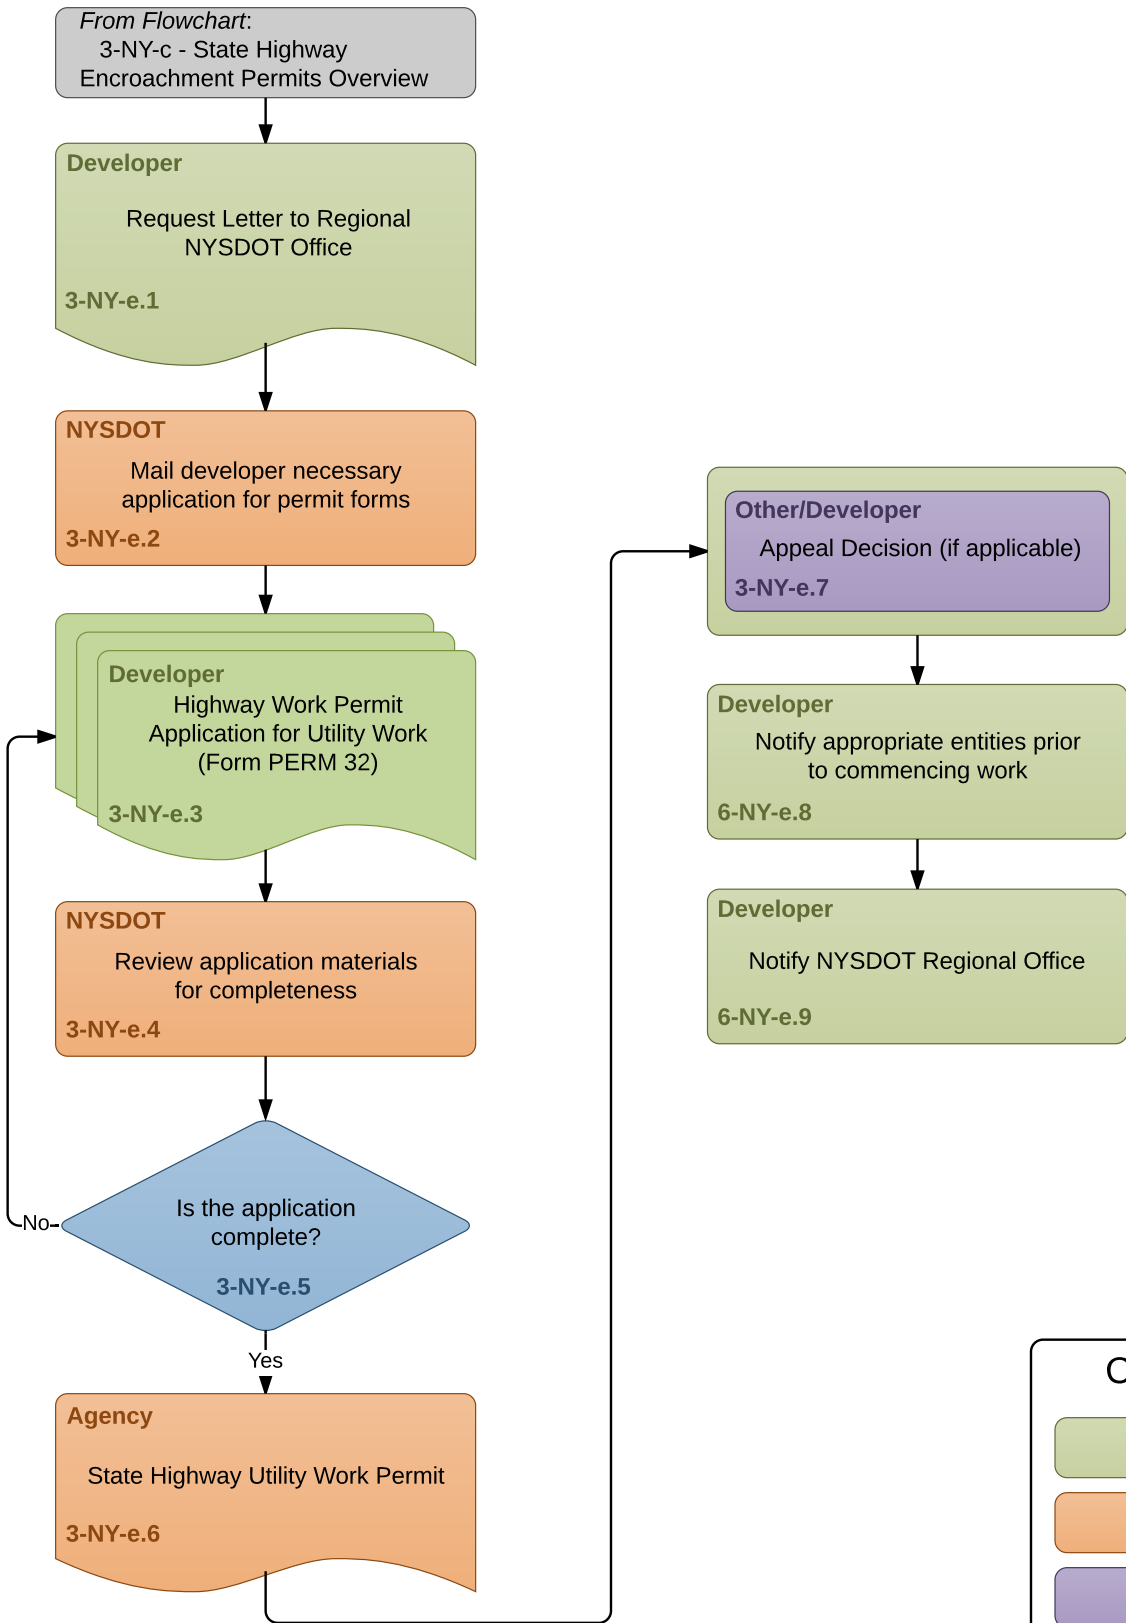 From Flowchart:
3-NY-c - State Highway
Encroachment Permits Overview
Developer
Request Letter to Regional
NYSDOT Office
3-NY-e.1
NYSDOT
Mail developer necessary
application for permit forms
3-NY-e.2
Developer
Highway Work Permit
Application for Utility Work
(Form PERM 32)
3-NY-e.3
NYSDOT
Review application materials
for completeness
3-NY-e.4
Is the application
complete?
3-NY-e.5
No
Yes
Agency
State Highway Utility Work Permit
3-NY-e.6
Other/Developer
Appeal Decision (if applicable)
3-NY-e.7
Developer
Notify appropriate entities prior
to commencing work
6-NY-e.8
Developer
Notify NYSDOT Regional Office
6-NY-e.9